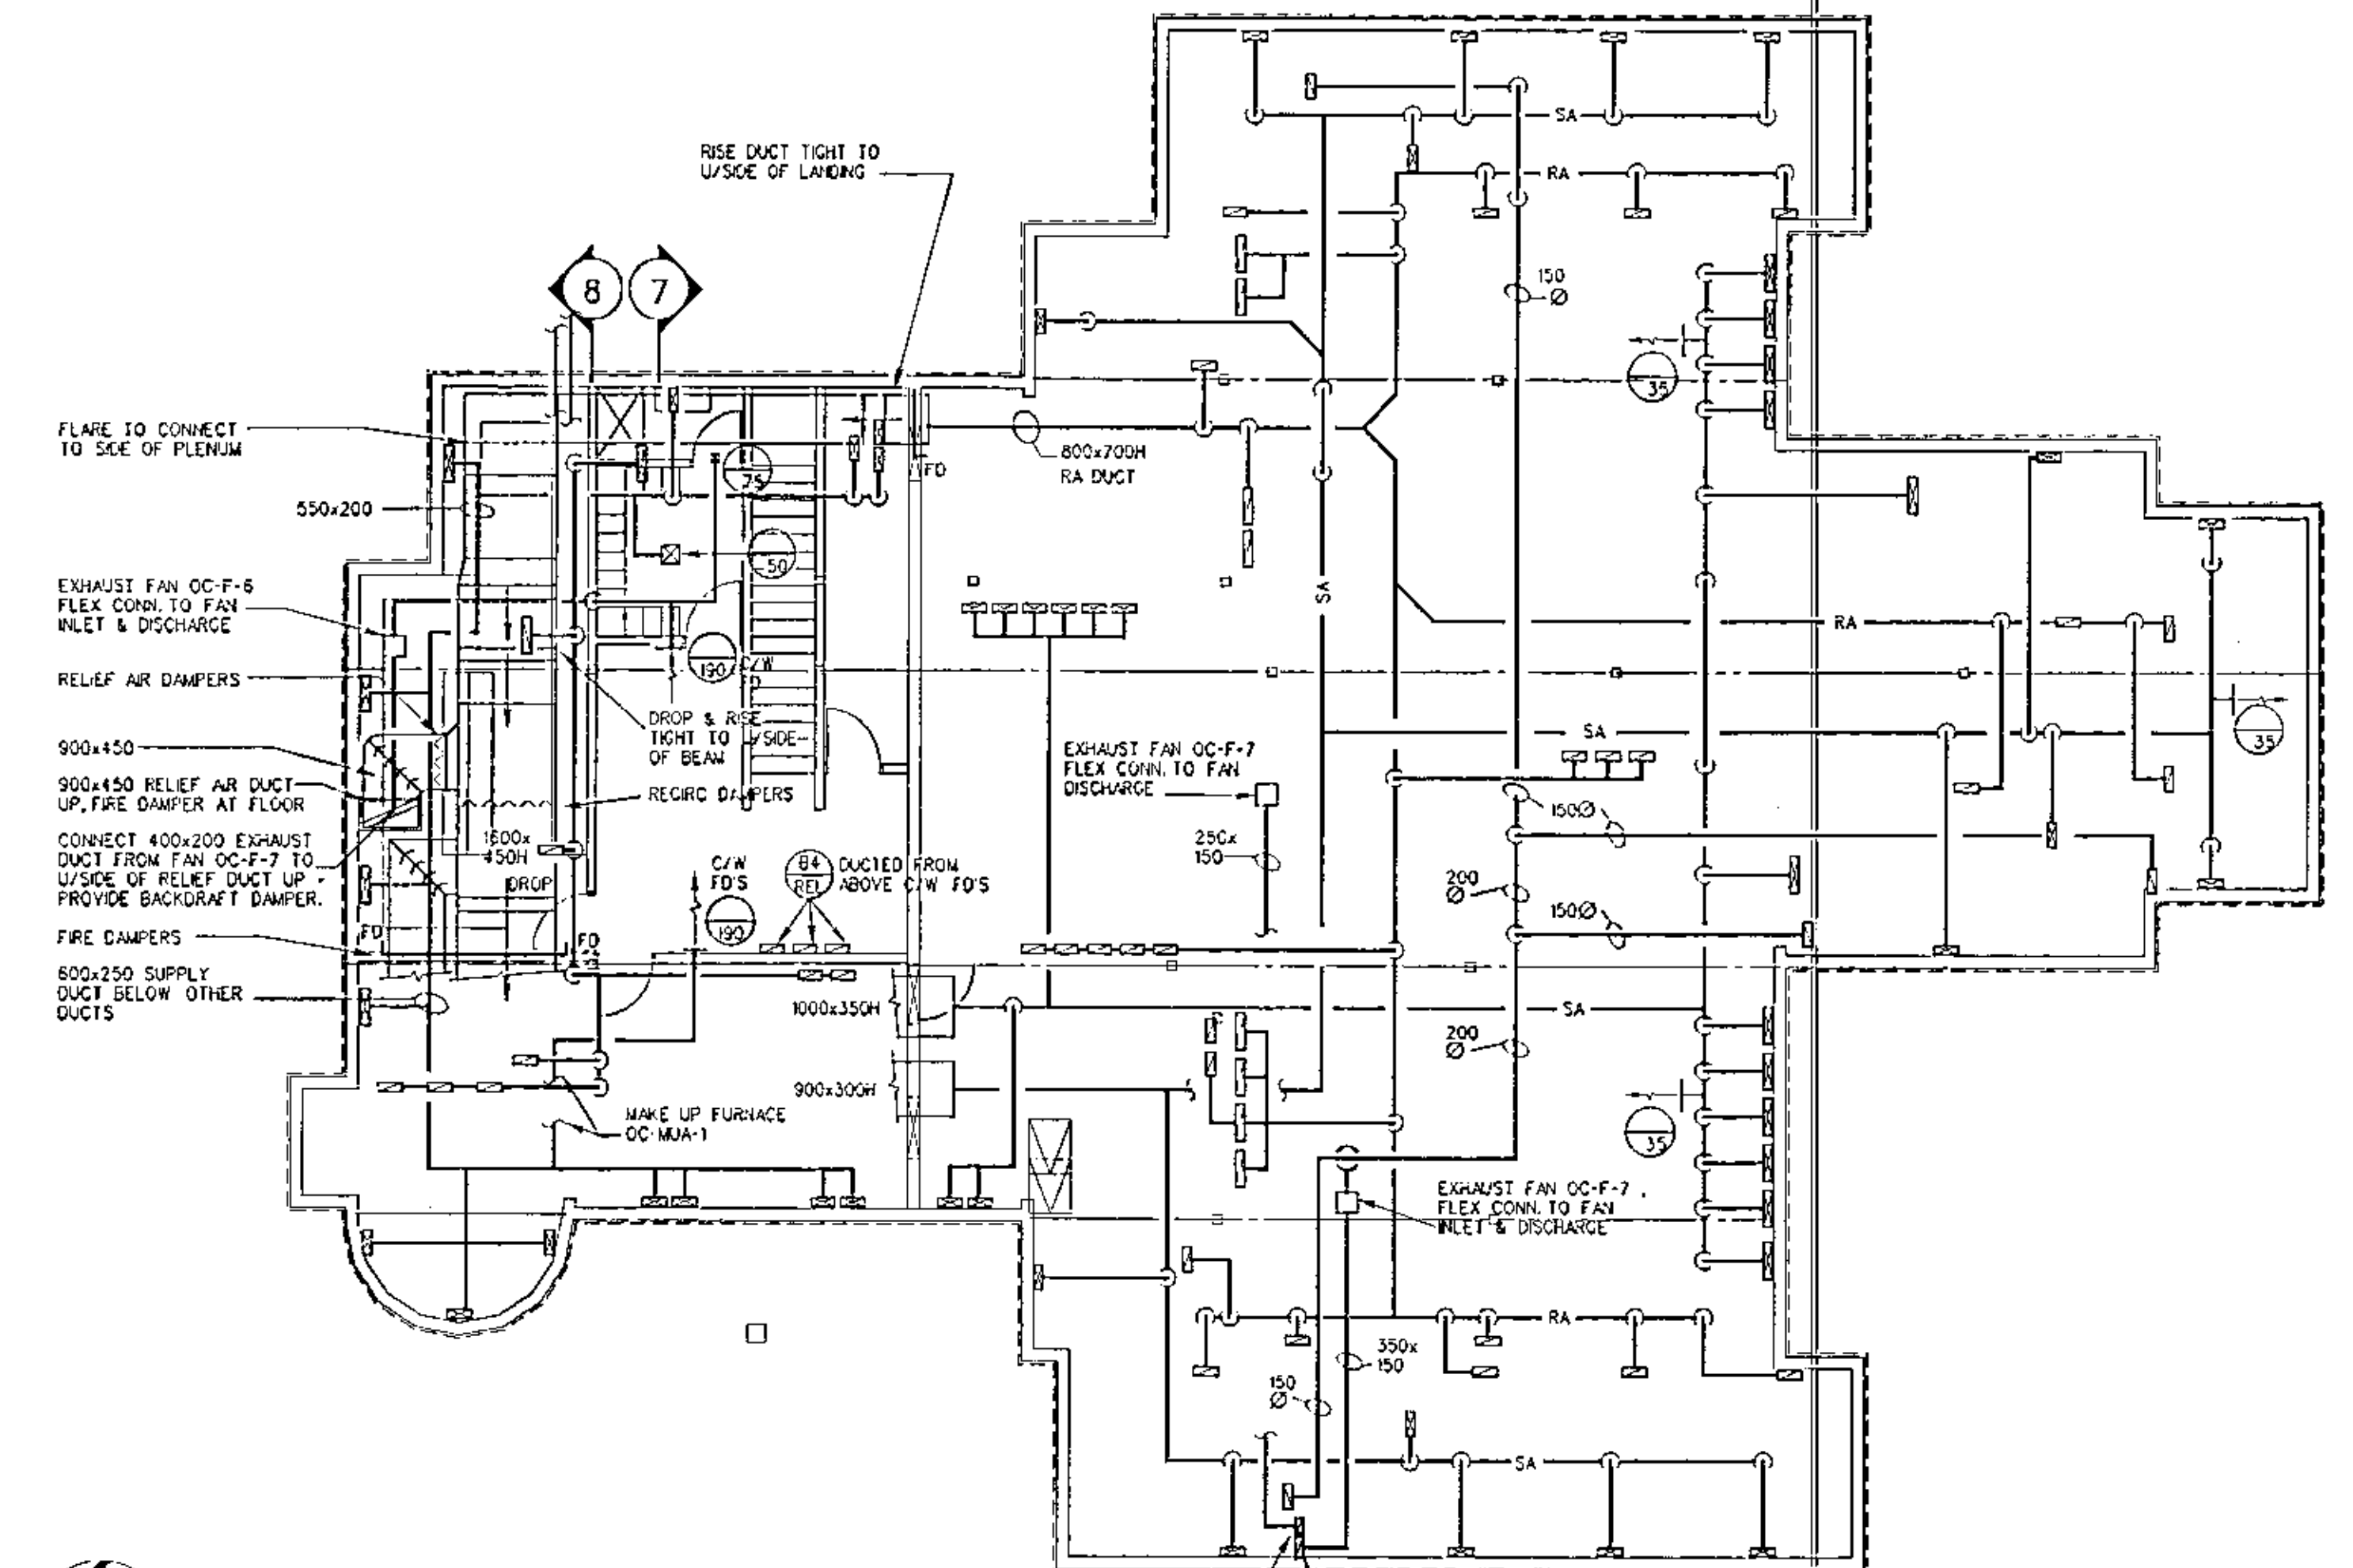 RISE DUCT TIGHT TO
U/SIDE OF LANDING
SA
RA
8
7
150
Ø
35
FLARE TO CONNECT
TO SIDE OF PLENUM
800x700H
RA DUCT
FD
75
550x200
50
EXHAUST FAN OC-F-6
FLEX CONN. TO FAN
INLET & DISCHARGE
SA
RA
190
C/W
RELIEF AIR DAMPERS
DROP & RISE
TIGHT TO U/SIDE
OF BEAM
SA
35
900x450
EXHAUST FAN OC-F-7
FLEX CONN. TO FAN
DISCHARGE
900x450 RELIEF AIR DUCT
UP, FIRE DAMPER AT FLOOR
RECIRC DAMPERS
150Ø
CONNECT 400x200 EXHAUST
DUCT FROM FAN OC-F-7 TO
U/SIDE OF RELIEF DUCT UP
PROVIDE BACKDRAFT DAMPER.
1600x
450H
250x
150
C/W
FD'S
84
REL
DUCTED FROM
ABOVE C/W FD'S
DROP
200
Ø
150Ø
190
FIRE DAMPERS
FD
FD
600x250 SUPPLY
DUCT BELOW OTHER
DUCTS
1000x350H
SA
200
Ø
900x300H
MAKE UP FURNACE
OC-MUA-1
35
EXHAUST FAN OC-F-7
FLEX CONN. TO FAN
INLET & DISCHARGE
RA
350x
150
150
Ø
SA